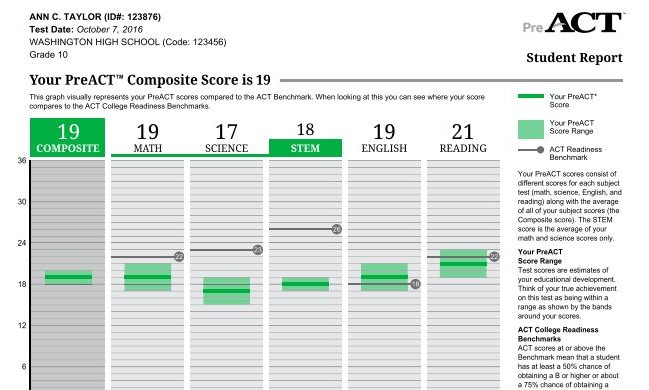 ANN C. TAYLOR (ID#: 123876)
Test Date: October 7, 2016
WASHINGTON HIGH SCHOOL (Code: 123456)
Grade 10
PreACT™
Student Report
Your PreACT™ Composite Score is 19
This graph visually represents your PreACT scores compared to the ACT Benchmark. When looking at this you can see where your score
compares to the ACT College Readiness Benchmarks.
19
COMPOSITE
19
MATH
17
SCIENCE
18
STEM
19
ENGLISH
21
READING
36
30
24
18
12
6
22
23
26
18
22
Your PreACT*
Score
Your PreACT
Score Range
ACT Readiness
Benchmark
Your PreACT scores consist of
different scores for each subject
test (math, science, English, and
reading) along with the average
of all of your subject scores (the
Composite score). The STEM
score is the average of your
math and science scores only.
Your PreACT
Score Range
Test scores are estimates of
your educational development.
Think of your true achievement
on this test as being within a
range as shown by the bands
around your scores.
ACT College Readiness
Benchmarks
ACT scores at or above the
Benchmark mean that a student
has at least a 50% chance of
obtaining a B or higher or about
a 75% chance of obtaining a